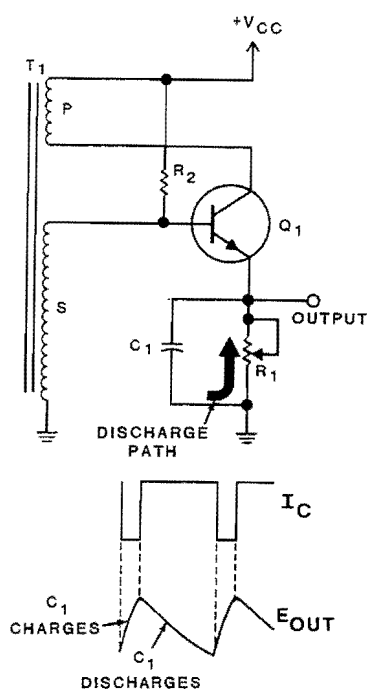 +VCC
T1
P
R2
Q1
S
OUTPUT
C1
R1
DISCHARGE
PATH
IC
C1
CHARGES
EOUT
C1
DISCHARGES